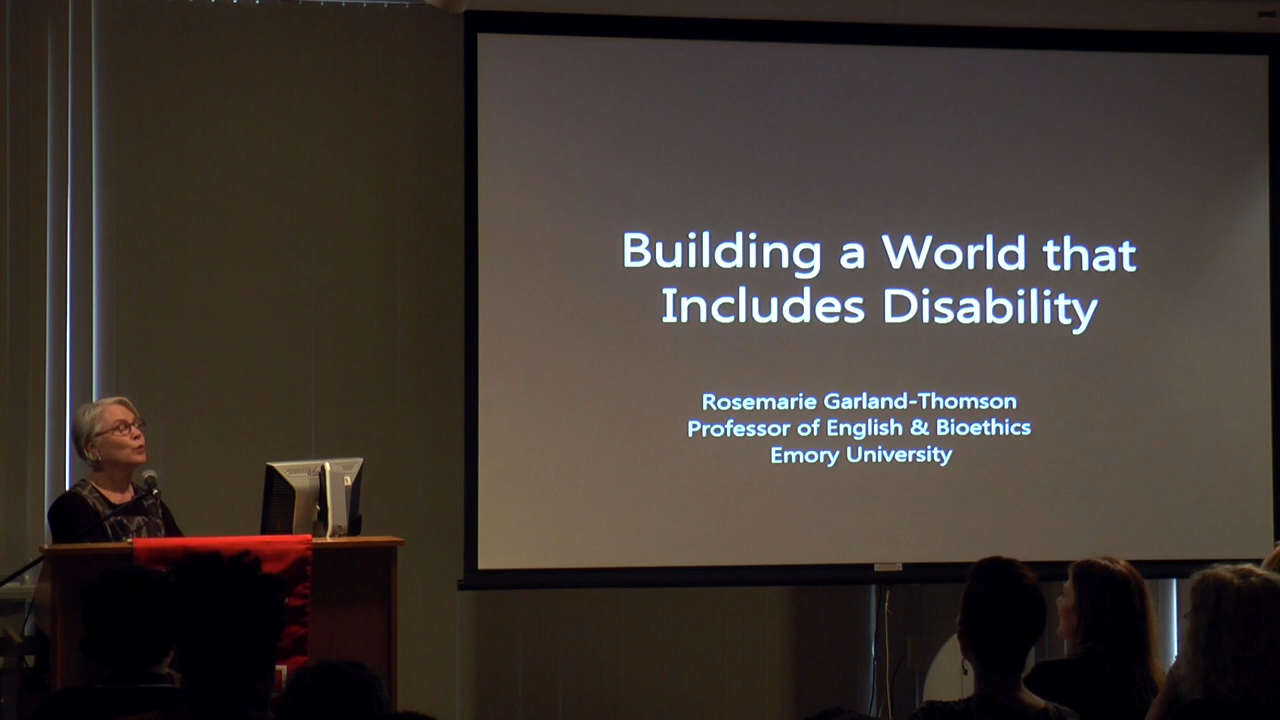 Building a World that
Includes Disability
Rosemarie Garland-Thomson
Professor of English & Bioethics
Emory University